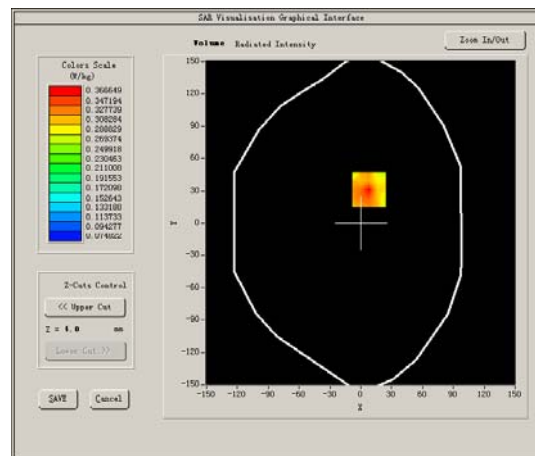 SAR Visualisation Graphical Interface
Volume Radiated Intensity
Zoom In/Out
Colors Scale
(W/kg)
0.366649
0.347194
0.327739
0.308284
0.288829
0.269374
0.249918
0.230463
0.211008
0.191553
0.172098
0.152643
0.133188
0.113733
0.094277
0.074822
Z-Cuts Control
<< Upper Cut
Z = 4.0 mm
Lower Cut >>
SAVE
Cancel
Y
150
120
90
60
30
0
-30
-60
-90
-120
-150
-150 -120 -90 -60 -30 0 30 60 90 120 150
X